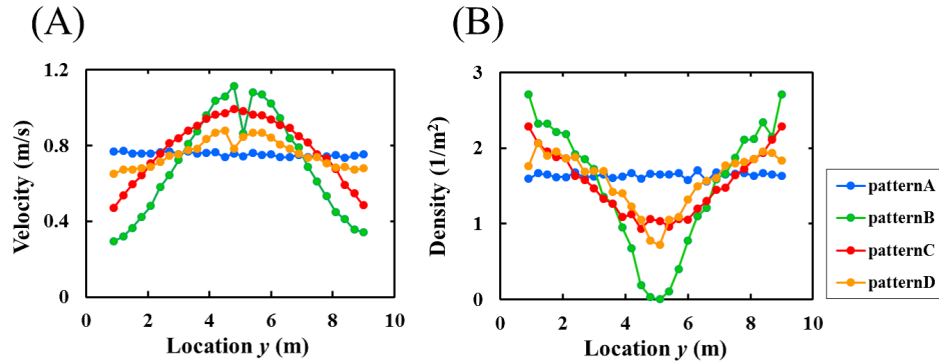 (A)
(B)
1.2
0.8
0.4
0
Velocity (m/s)
0 2 4 6 8 10
Location y (m)
3
2
1
0
Density (1/m²)
0 2 4 6 8 10
Location y (m)
patternA
patternB
patternC
patternD